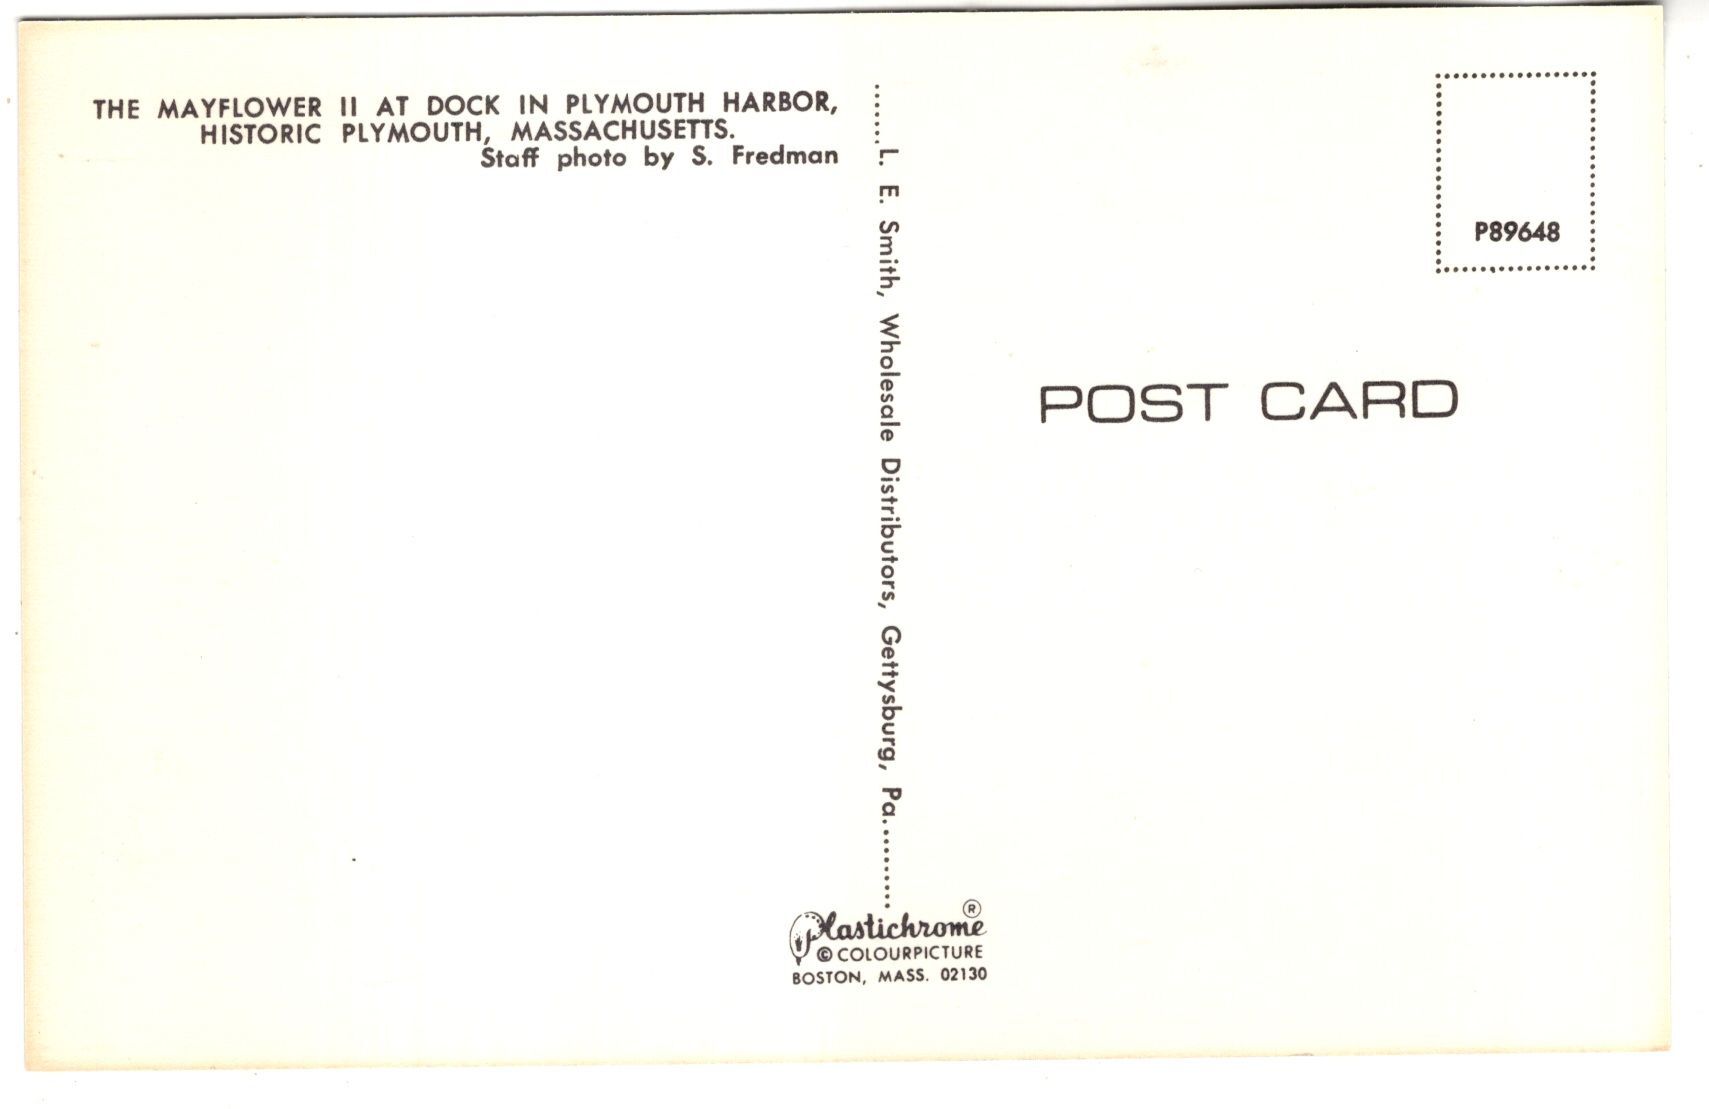 THE MAYFLOWER II AT DOCK IN PLYMOUTH HARBOR,
HISTORIC PLYMOUTH, MASSACHUSETTS.
Staff photo by S. Fredman
......L. E. Smith, Wholesale Distributors, Gettysburg, Pa..........
P89648
POST CARD
Plastichrome ®
© COLOURPICTURE
BOSTON, MASS. 02130